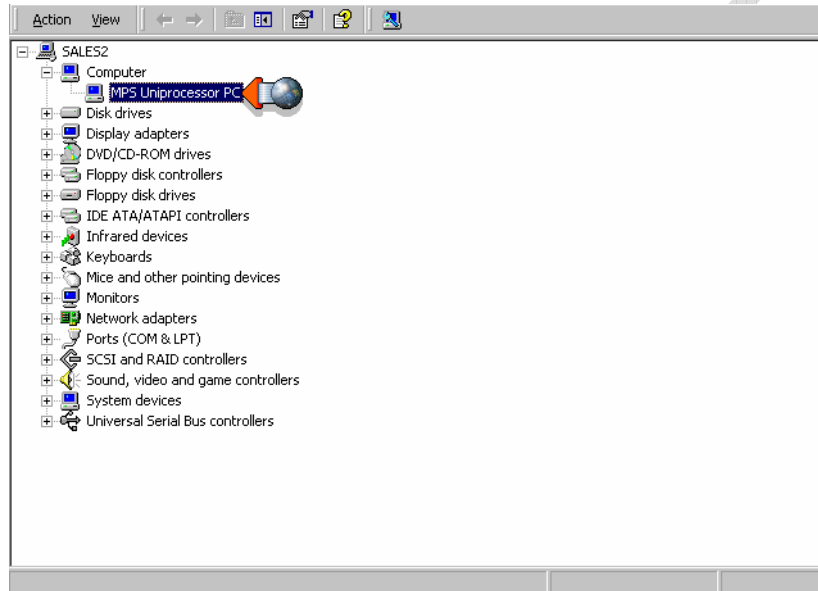 Action View
SALES2
Computer
MPS Uniprocessor PC
Disk drives
Display adapters
DVD/CD-ROM drives
Floppy disk controllers
Floppy disk drives
IDE ATA/ATAPI controllers
Infrared devices
Keyboards
Mice and other pointing devices
Monitors
Network adapters
Ports (COM & LPT)
SCSI and RAID controllers
Sound, video and game controllers
System devices
Universal Serial Bus controllers